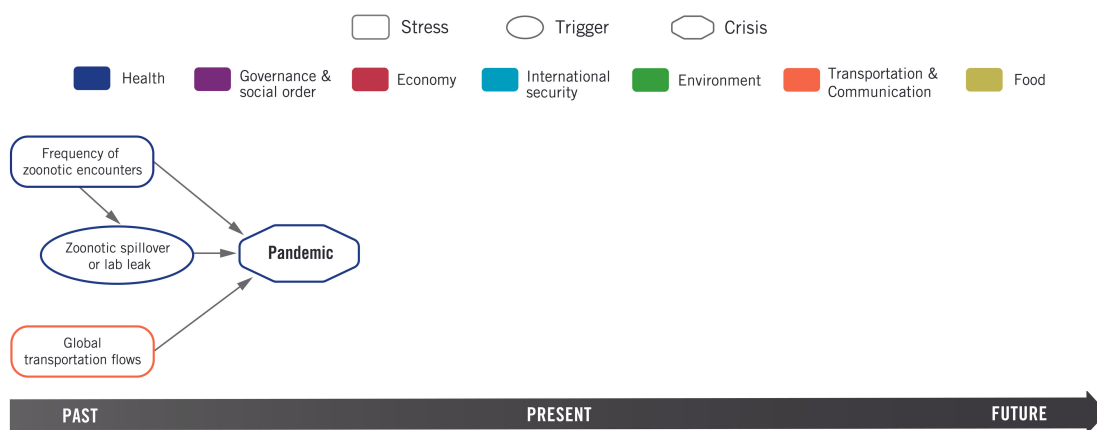 Stress
Trigger
Crisis
Health
Governance &
social order
Economy
International
security
Environment
Transportation &
Communication
Food
Frequency of
zoonotic encounters
Zoonotic spillover
or lab leak
Pandemic
Global
transportation flows
PAST
PRESENT
FUTURE